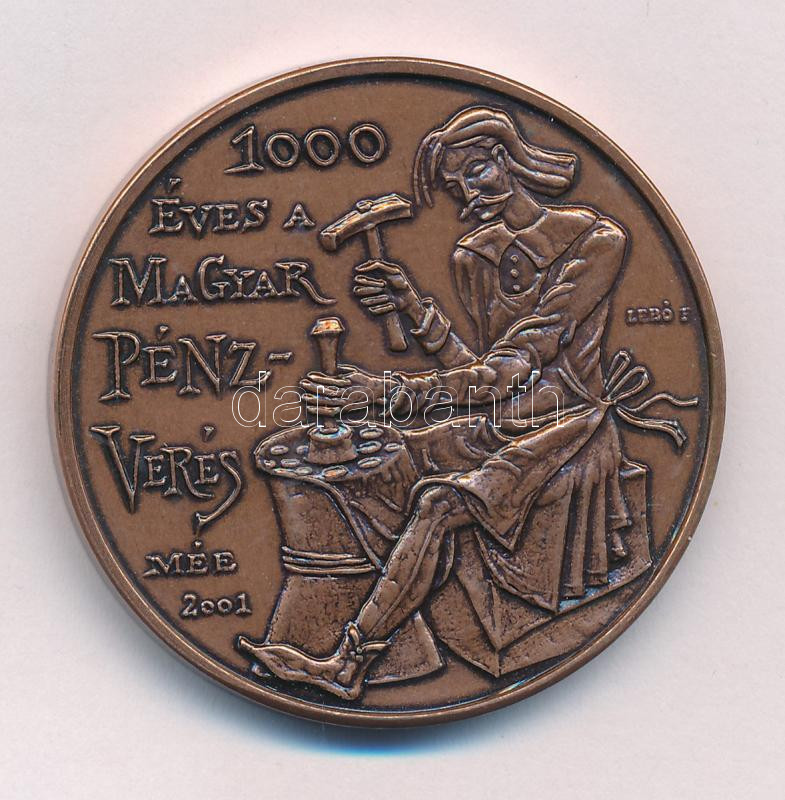 1000
ÉVES A
MAGYAR
PÉNZ-
VERÉS
MÉE
2001
LEBÓ F
darabanth